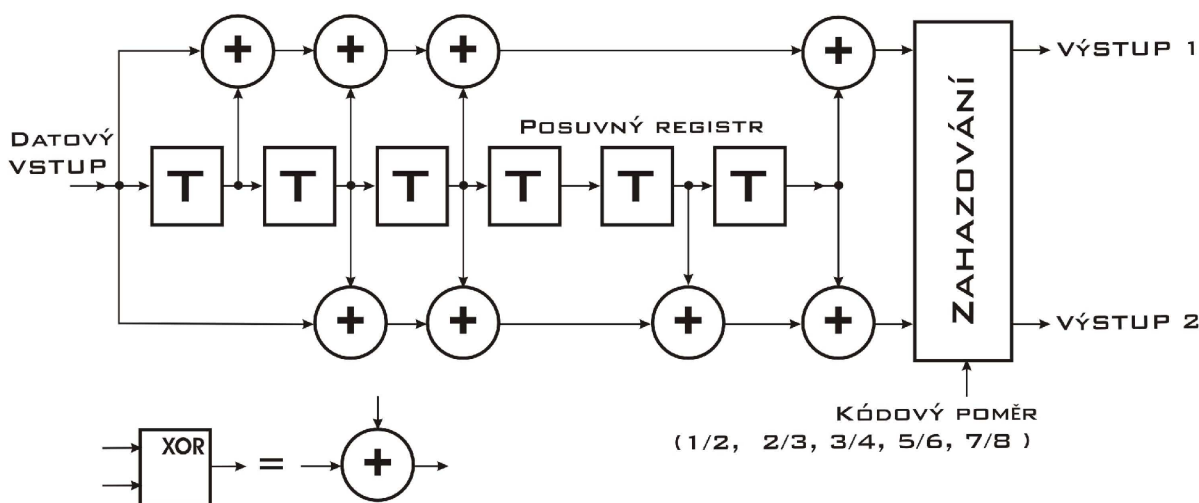 + + + +
Výstup 1
Datový
vstup
Posuvný registr
T T T T T T
Zahazování
+ + + +
Výstup 2
Kódový poměr
(1/2, 2/3, 3/4, 5/6, 7/8 )
XOR = +